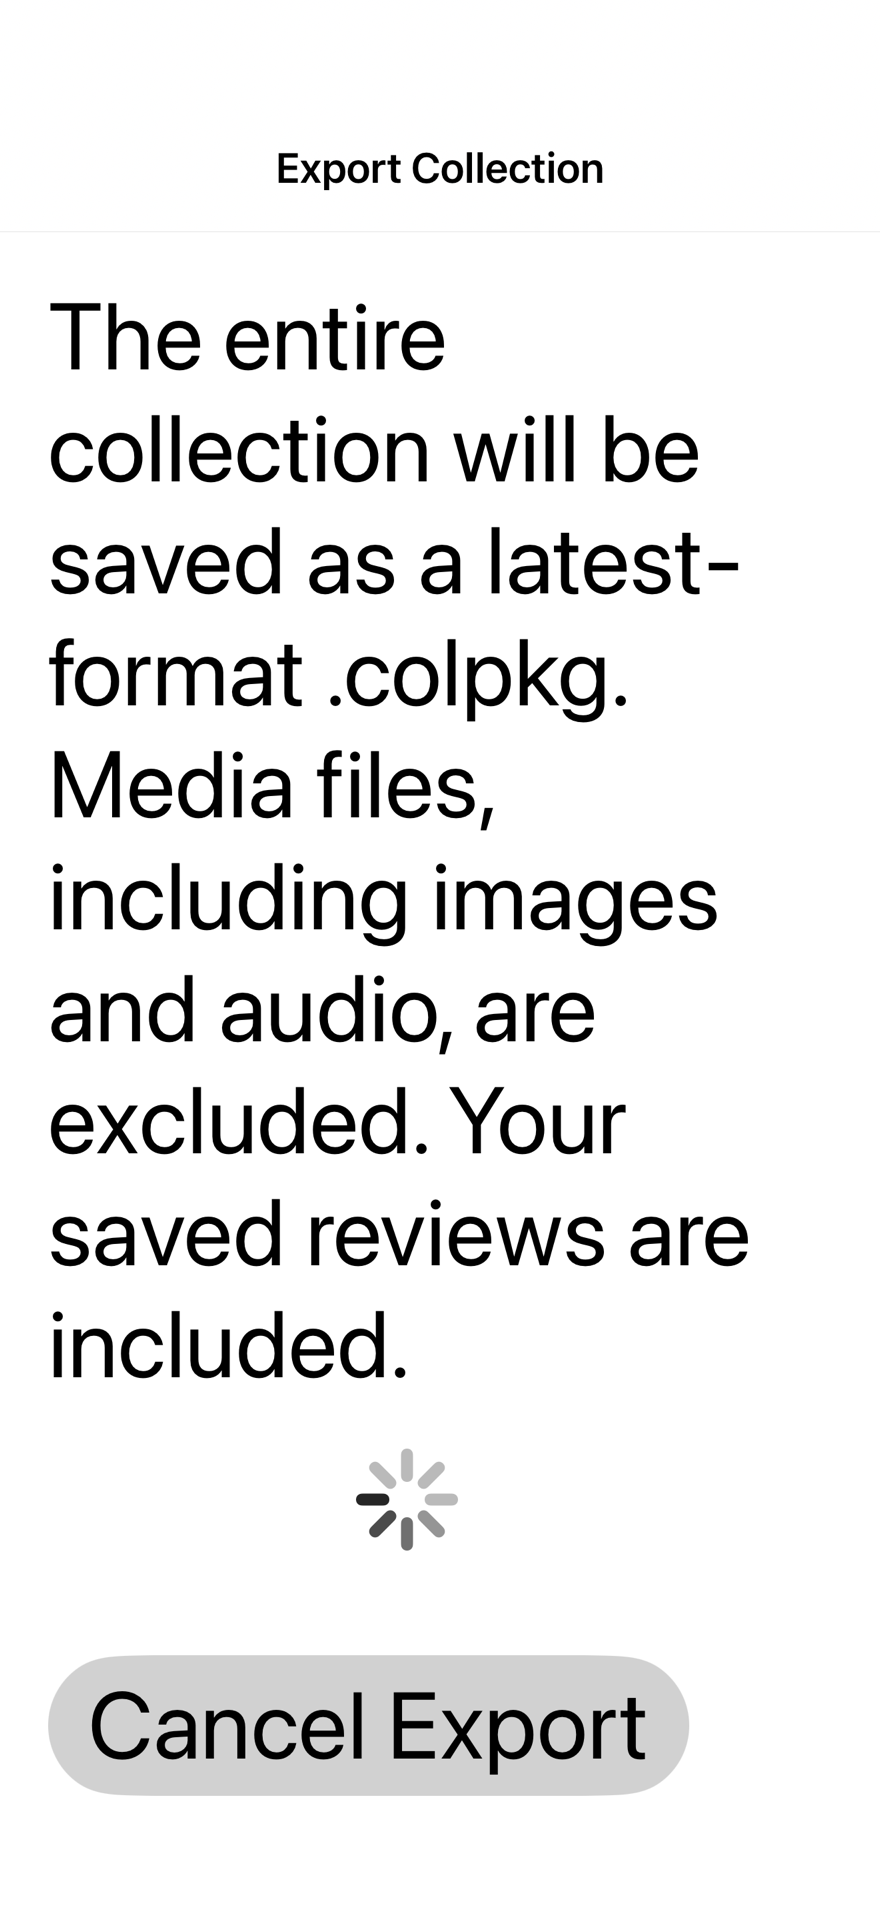 Export Collection
The entire
collection will be
saved as a latest-
format .colpkg.
Media files,
including images
and audio, are
excluded. Your
saved reviews are
included.
Cancel Export